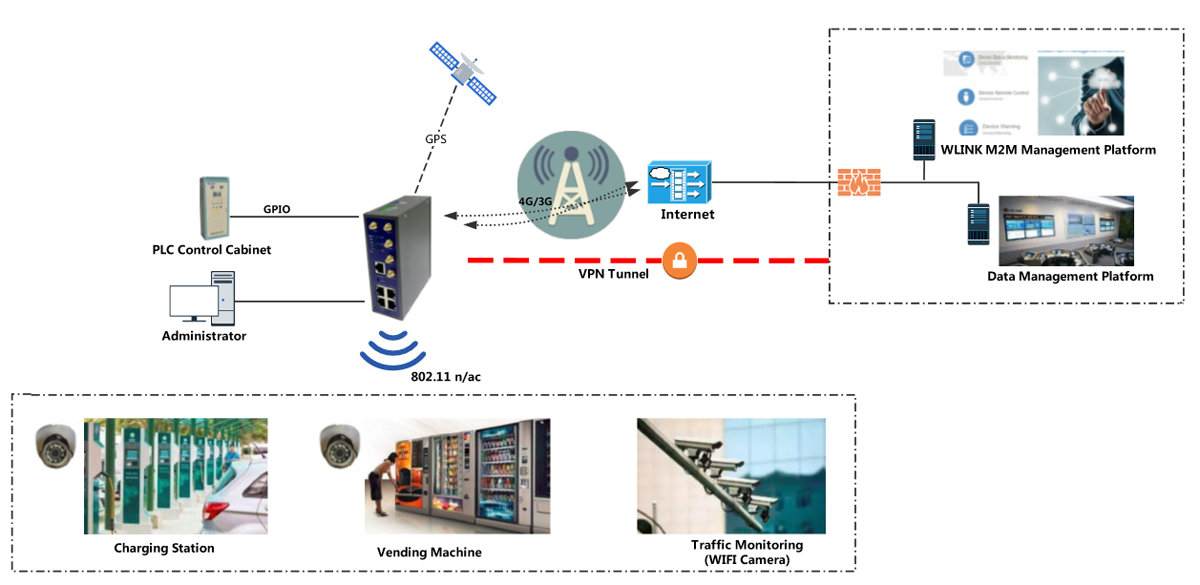 Device Status Monitoring
Device Remote Control
Device Warning
GPS
WLINK M2M Management Platform
4G/3G
GPIO
Internet
PLC Control Cabinet
VPN Tunnel
Data Management Platform
Administrator
802.11 n/ac
Charging Station
Vending Machine
Traffic Monitoring
(WIFI Camera)